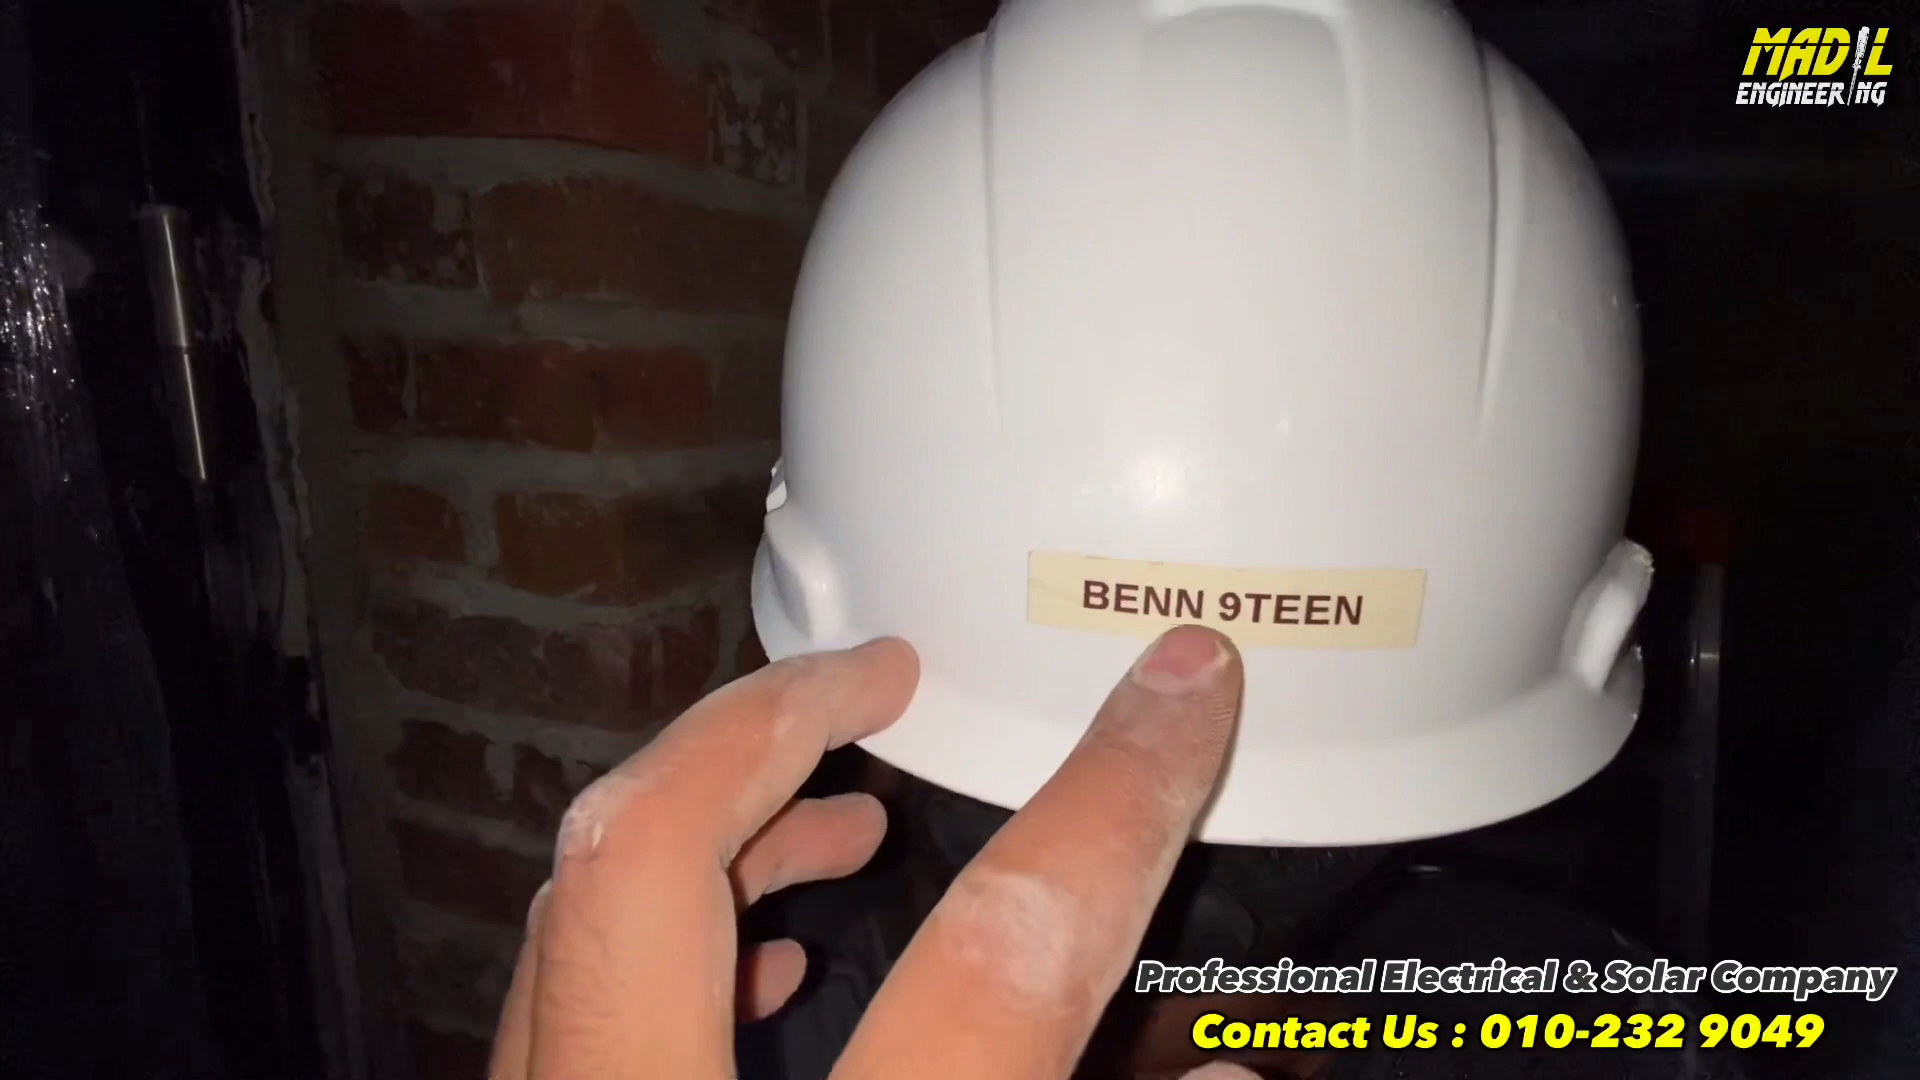 MADIL
ENGINEERING
BENN 9TEEN
Professional Electrical & Solar Company
Contact Us : 010-232 9049